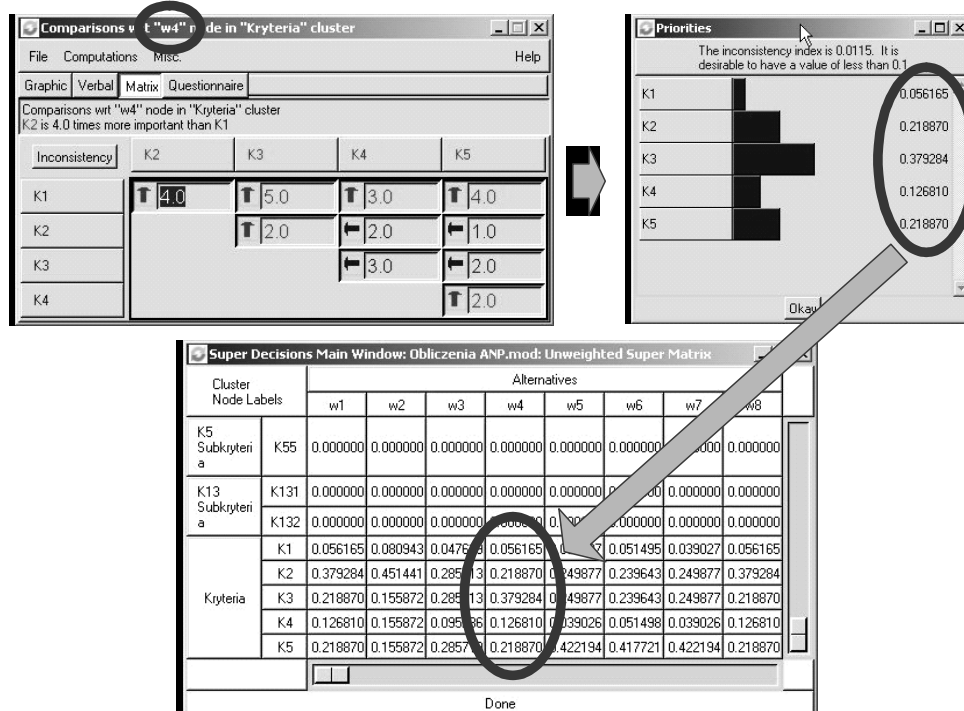 Comparisons wrt "w4" node in "Kryteria" cluster
File Computations Misc. Help
Graphic Verbal Matrix Questionnaire
Comparisons wrt "w4" node in "Kryteria" cluster
K2 is 4.0 times more important than K1
Inconsistency K2 K3 K4 K5
K1 4.0 5.0 3.0 4.0
K2 2.0 2.0 1.0
K3 3.0 2.0
K4 2.0
Priorities
The inconsistency index is 0.0115. It is
desirable to have a value of less than 0.1
K1 0.056165
K2 0.218870
K3 0.379284
K4 0.126810
K5 0.218870
Okay
Super Decisions Main Window: Obliczenia ANP.mod: Unweighted Super Matrix
Cluster
Node Labels
Alternatives
w1 w2 w3 w4 w5 w6 w7 w8
K5
Subkryteri
a
K55 0.000000 0.000000 0.000000 0.000000 0.000000 0.000000 0.000000
K13
Subkryteri
a
K131 0.000000 0.000000 0.000000 0.000000 0.000000 0.000000 0.000000
K132 0.000000 0.000000 0.000000 0.000000 0.000000 0.000000 0.000000
Kryteria
K1 0.056165 0.080943 0.056165 0.051495 0.039027 0.056165
K2 0.379284 0.451441 0.218870 0.249877 0.239643 0.249877 0.379284
K3 0.218870 0.155872 0.379284 0.249877 0.239643 0.249877 0.218870
K4 0.126810 0.155872 0.126810 0.039026 0.051498 0.039026 0.126810
K5 0.218870 0.155872 0.218870 0.422194 0.417721 0.422194 0.218870
Done